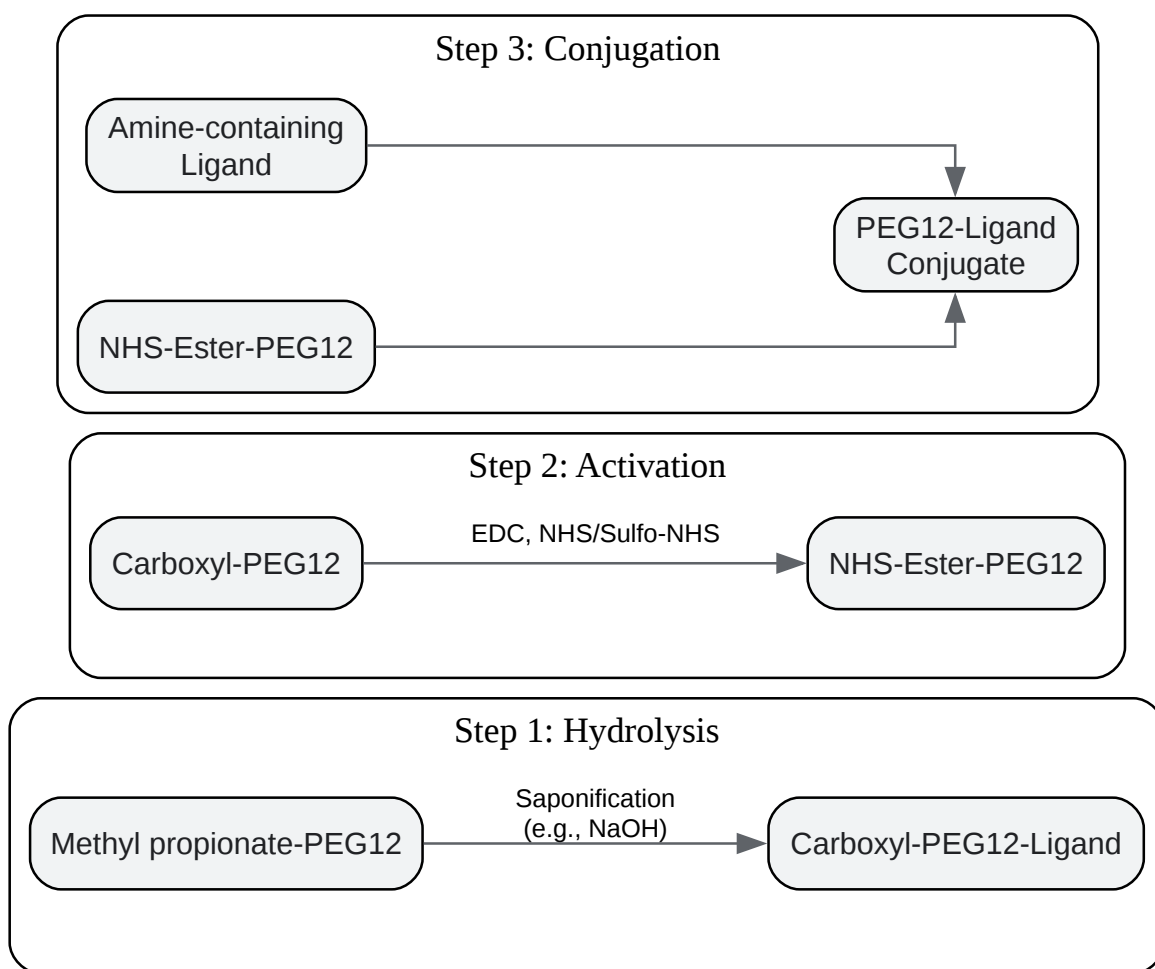 Step 3: Conjugation
Amine-containing
Ligand
PEG12-Ligand
Conjugate
NHS-Ester-PEG12
Step 2: Activation
EDC, NHS/Sulfo-NHS
Carboxyl-PEG12
NHS-Ester-PEG12
Step 1: Hydrolysis
Saponification
(e.g., NaOH)
Methyl propionate-PEG12
Carboxyl-PEG12-Ligand